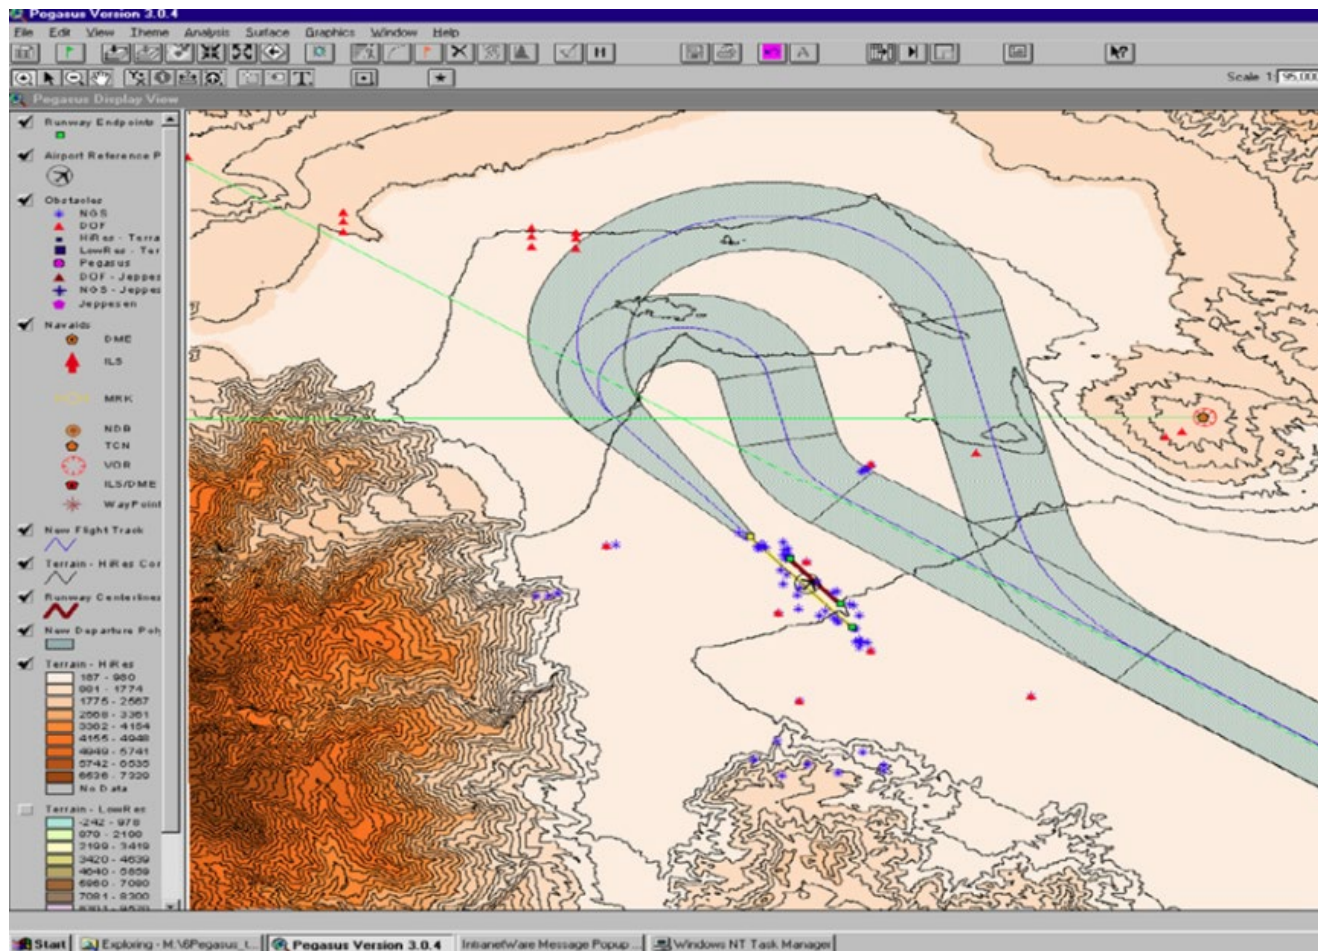 Pegasus Version 3.0.4
File Edit View Theme Analysis Surface Graphics Window Help
Scale 1: 95,000
Pegasus Display View
Runway Endpoints
Airport Reference P
Obstacles
NGS
DOF
HiRes - Terra
LowRes - Ter
Pegasus
DOF - Jeppes
NGS - Jeppes
Jeppesen
Navaids
DME
ILS
MRK
NDB
TCN
VOR
ILS/DME
WayPoint
New Flight Track
Terrain - HiRes Cor
Runway Centerlines
New Departure Poly
Terrain - HiRes
187 - 980
981 - 1774
1775 - 2567
2568 - 3361
3362 - 4154
4155 - 4948
4949 - 5741
5742 - 6535
6536 - 7329
No Data
Terrain - LowRes
-242 - 978
979 - 2198
2199 - 3419
3420 - 4639
4640 - 5859
5860 - 7080
7081 - 8300
Start Exploring - M:\6Pegasus_t... Pegasus Version 3.0.4 IntranetWare Message Popup ... Windows NT Task Manager